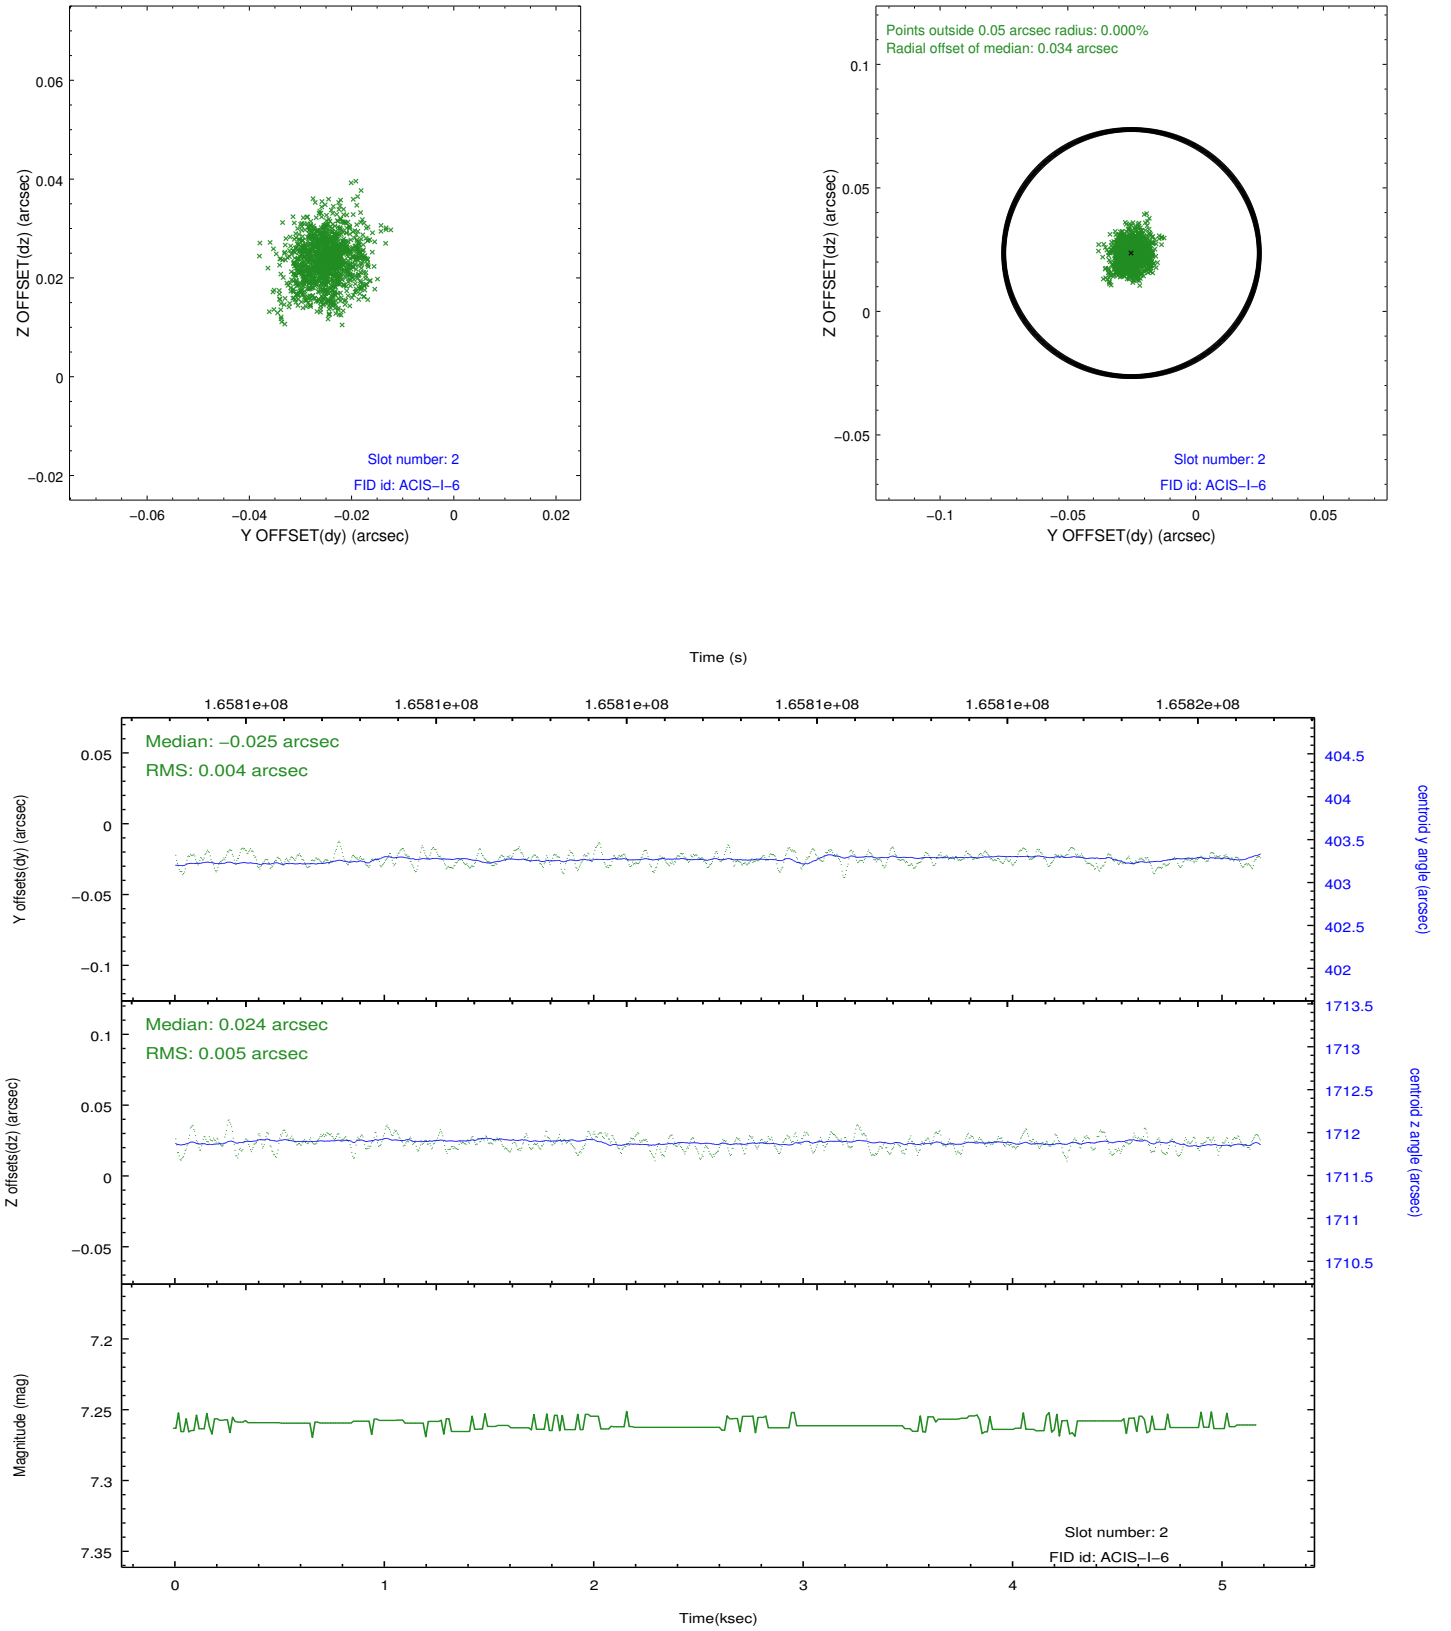 0.06
0.04
0.02
0
−0.02
Z OFFSET(dz) (arcsec)
Slot number: 2
FID id: ACIS−I−6
−0.06 −0.04 −0.02 0 0.02
Y OFFSET(dy) (arcsec)
Points outside 0.05 arcsec radius: 0.000%
Radial offset of median: 0.034 arcsec
0.1
0.05
0
−0.05
Z OFFSET(dz) (arcsec)
Slot number: 2
FID id: ACIS−I−6
−0.1 −0.05 0 0.05
Y OFFSET(dy) (arcsec)
Time (s)
1.6581e+08 1.6581e+08 1.6581e+08 1.6581e+08 1.6581e+08 1.6582e+08
Median: −0.025 arcsec
RMS: 0.004 arcsec
0.05
0
−0.05
−0.1
Y offsets(dy) (arcsec)
404.5
404
403.5
403
402.5
402
centroid y angle (arcsec)
Median: 0.024 arcsec
RMS: 0.005 arcsec
0.1
0.05
0
−0.05
Z offsets(dz) (arcsec)
1713.5
1713
1712.5
1712
1711.5
1711
1710.5
centroid z angle (arcsec)
7.2
7.25
7.3
7.35
Magnitude (mag)
Slot number: 2
FID id: ACIS−I−6
0 1 2 3 4 5
Time(ksec)